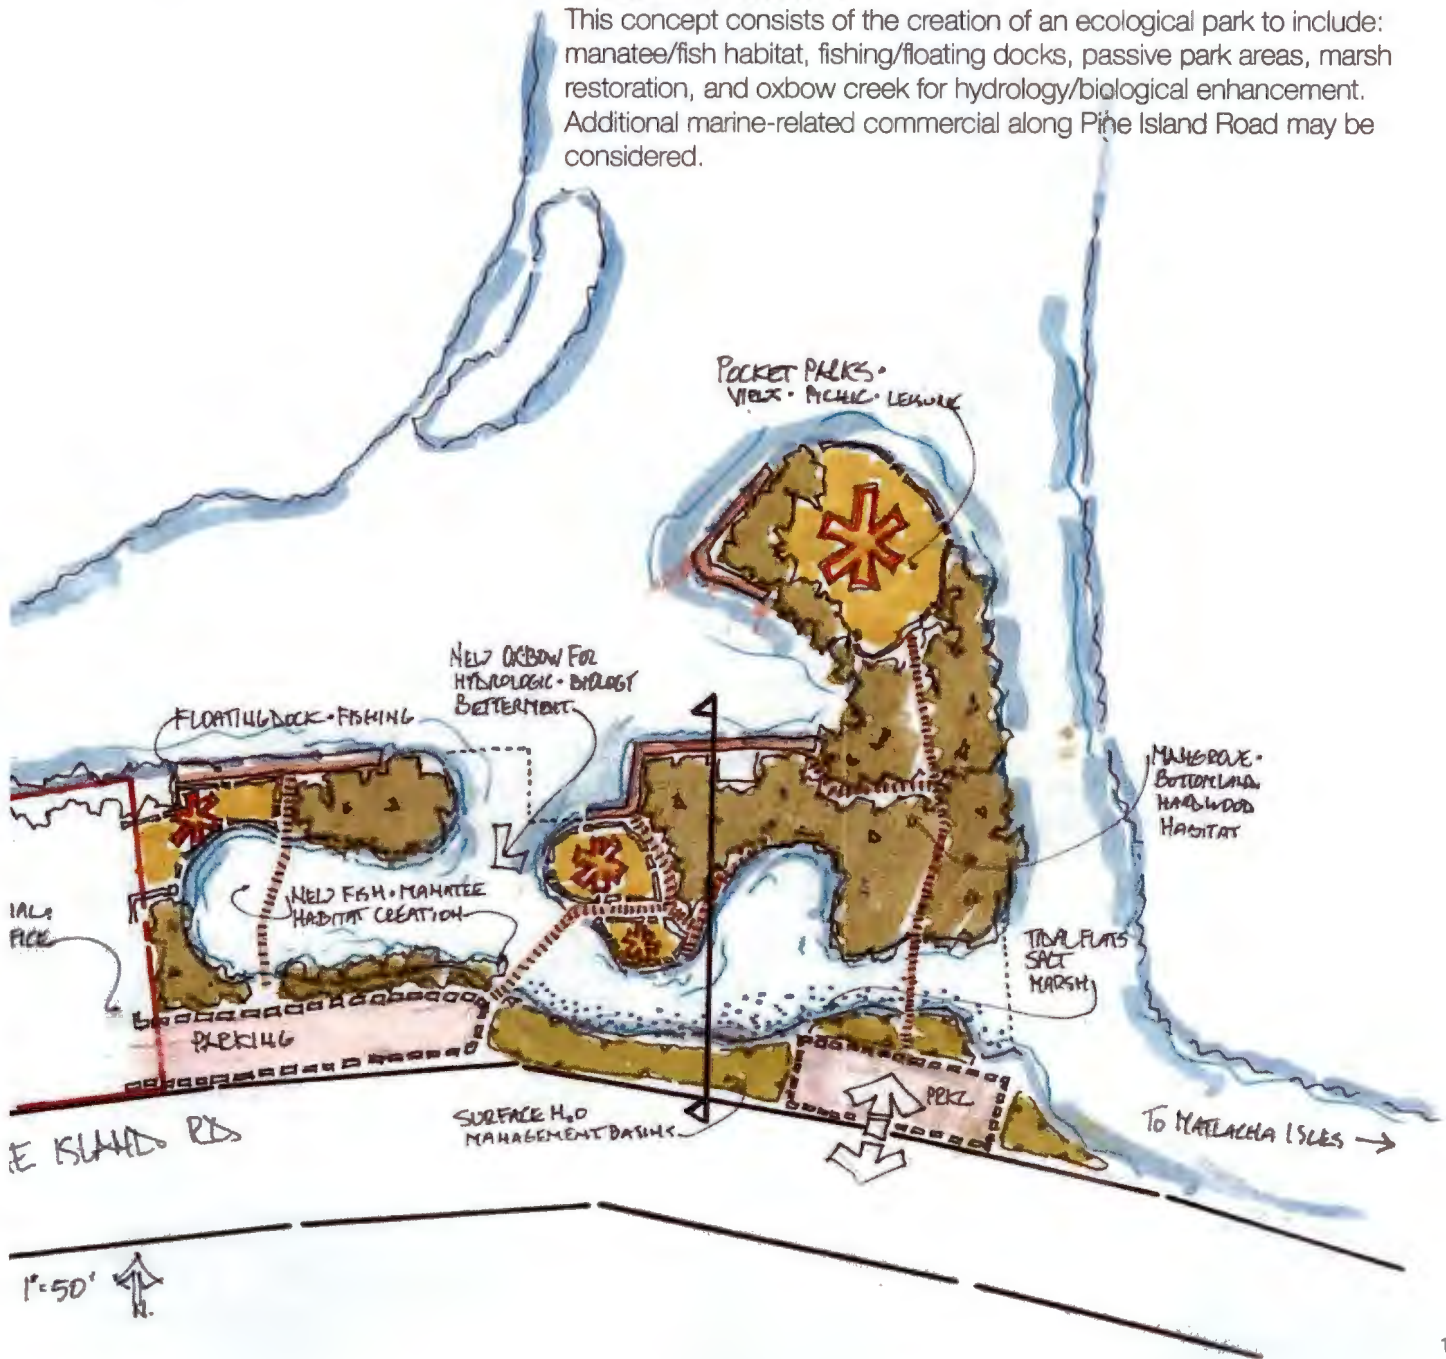 This concept consists of the creation of an ecological park to include:
manatee/fish habitat, fishing/floating docks, passive park areas, marsh
restoration, and oxbow creek for hydrology/biological enhancement.
Additional marine-related commercial along Pine Island Road may be
considered.
POCKET PARKS •
VIEWS • PICNIC • LEISURE
NEW OXBOW FOR
HYDROLOGIC • BIOLOGY
BETTERMENT
FLOATING DOCK • FISHING
MANGROVE •
BOTTOMLAND
HARDWOOD
HABITAT
NEW FISH • MANATEE
HABITAT CREATION
IAL
FICE
TIDAL FLATS
SALT
MARSH
PARKING
PRKG
SURFACE H2O
MANAGEMENT BASINS
TO MATLACHA ISLES →
E ISLAND RD
1"=50'
N.
1